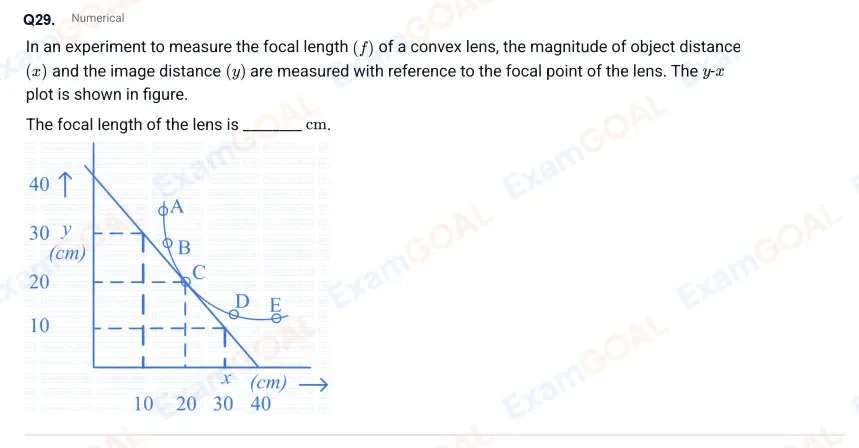 Q29. Numerical
In an experiment to measure the focal length (f) of a convex lens, the magnitude of object distance
(x) and the image distance (y) are measured with reference to the focal point of the lens. The y-x
plot is shown in figure.
The focal length of the lens is ________ cm.
40 ↑
A
30 y
(cm)
B
20
C
D E
10
x (cm) →
10 20 30 40
ExamGOAL
ExamGOAL
ExamGOAL
ExamGOAL
ExamGOAL
ExamGOAL